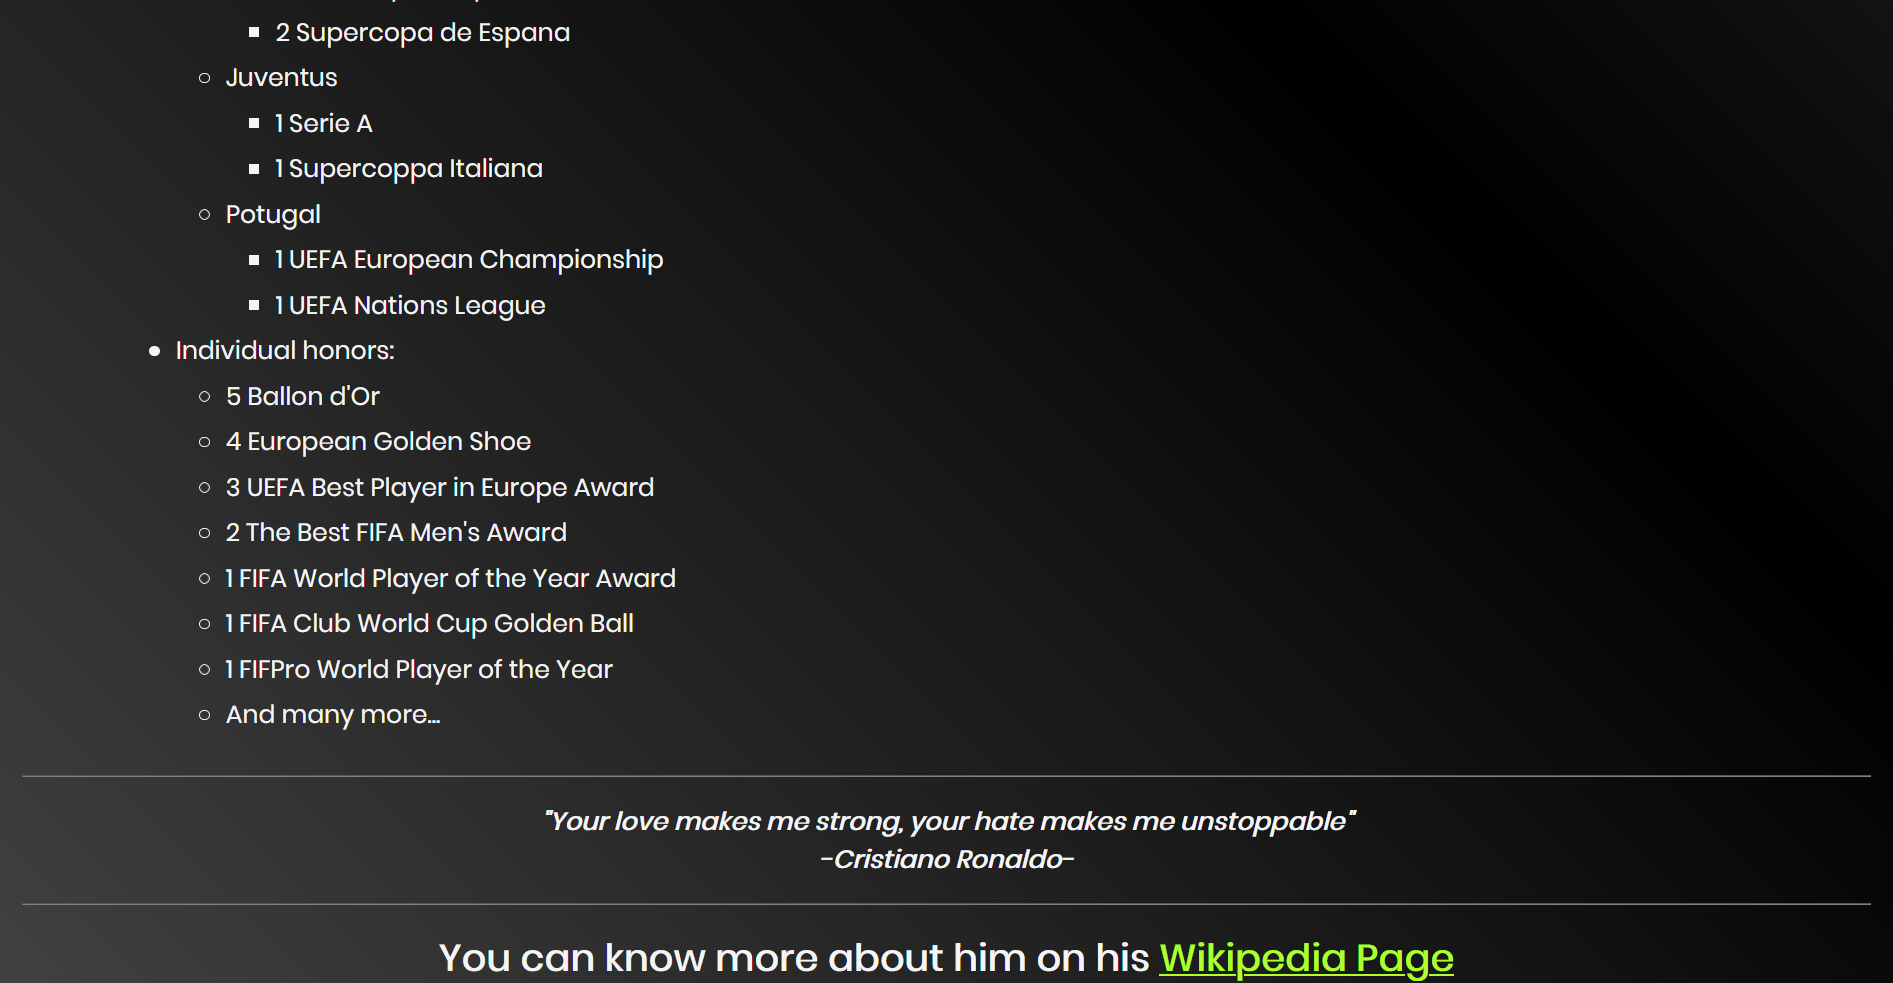 2 Supercopa de Espana
Juventus
1 Serie A
1 Supercoppa Italiana
Potugal
1 UEFA European Championship
1 UEFA Nations League
Individual honors:
5 Ballon d'Or
4 European Golden Shoe
3 UEFA Best Player in Europe Award
2 The Best FIFA Men's Award
1 FIFA World Player of the Year Award
1 FIFA Club World Cup Golden Ball
1 FIFPro World Player of the Year
And many more...
"Your love makes me strong, your hate makes me unstoppable"
-Cristiano Ronaldo-
You can know more about him on his Wikipedia Page